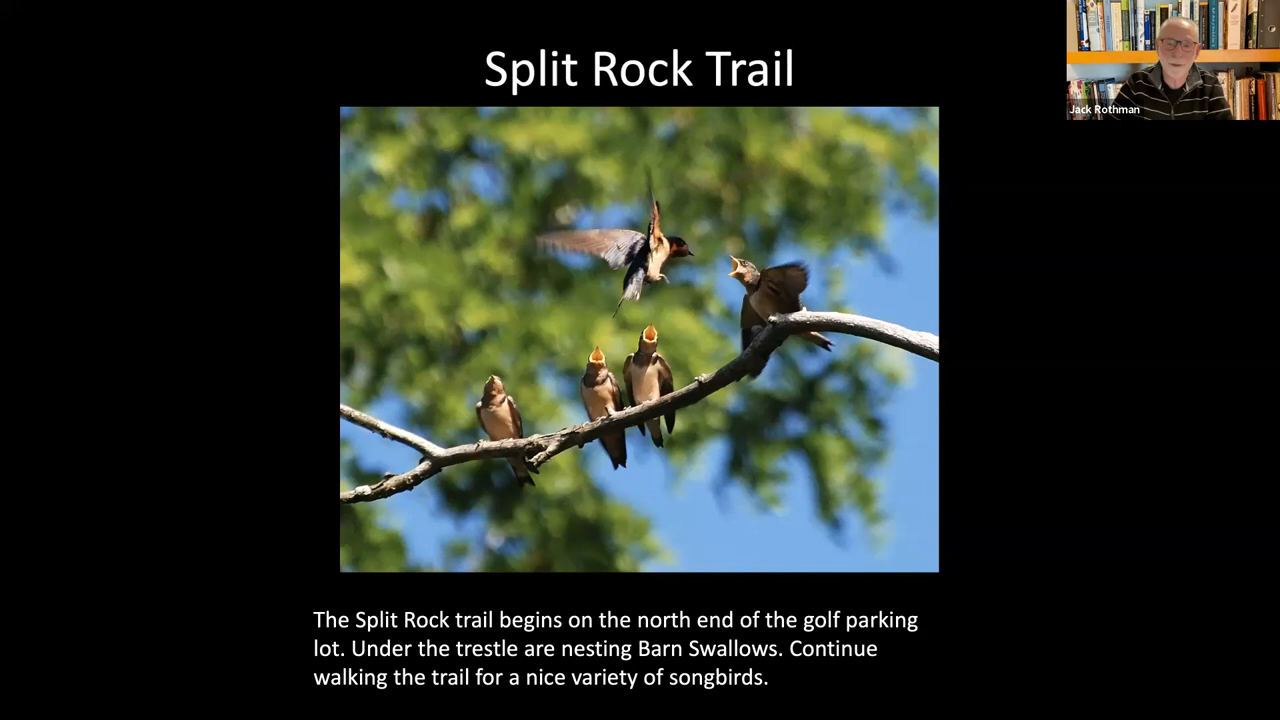 Split Rock Trail
Jack Rothman
The Split Rock trail begins on the north end of the golf parking
lot. Under the trestle are nesting Barn Swallows. Continue
walking the trail for a nice variety of songbirds.